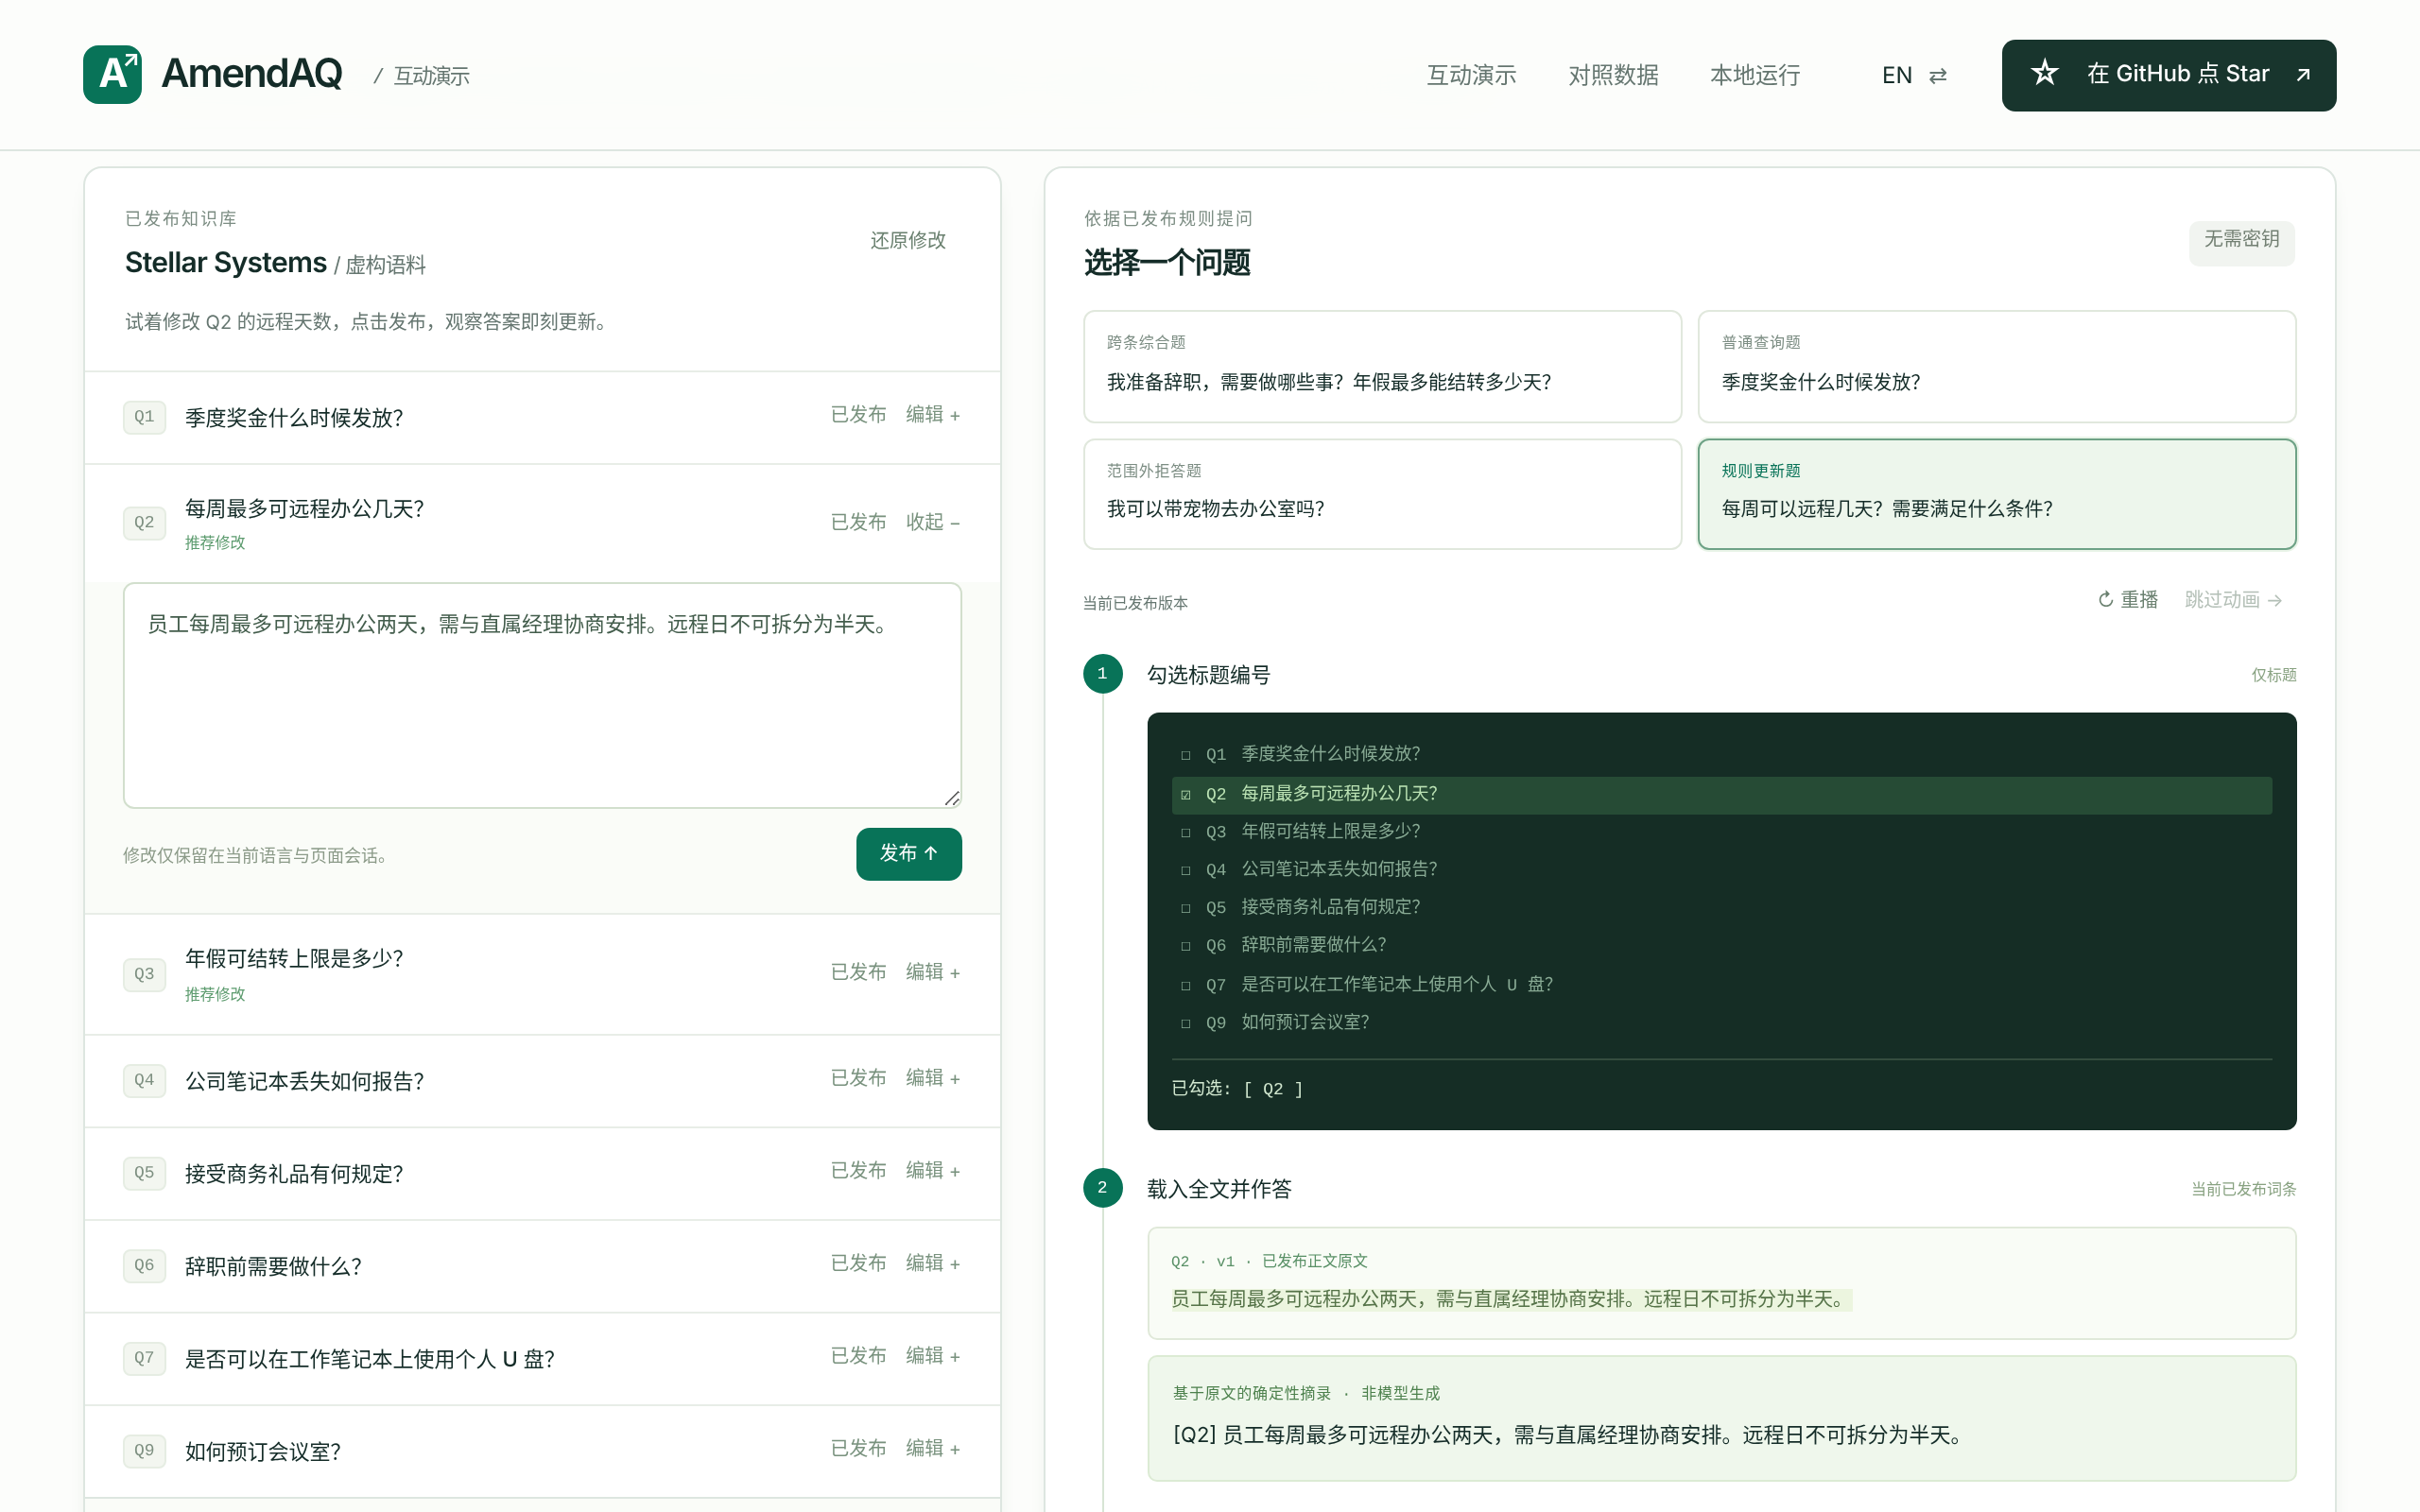 A AmendAQ / 互动演示
互动演示 对照数据 本地运行 EN ⇄ ☆ 在 GitHub 点 Star ↗
已发布知识库
Stellar Systems / 虚构语料
还原修改
试着修改 Q2 的远程天数，点击发布，观察答案即刻更新。
Q1 季度奖金什么时候发放？ 已发布 编辑 +
Q2 每周最多可远程办公几天？ 已发布 收起 −
推荐修改
员工每周最多可远程办公两天，需与直属经理协商安排。远程日不可拆分为半天。
修改仅保留在当前语言与页面会话。 发布 ↑
Q3 年假可结转上限是多少？ 已发布 编辑 +
推荐修改
Q4 公司笔记本丢失如何报告？ 已发布 编辑 +
Q5 接受商务礼品有何规定？ 已发布 编辑 +
Q6 辞职前需要做什么？ 已发布 编辑 +
Q7 是否可以在工作笔记本上使用个人 U 盘？ 已发布 编辑 +
Q9 如何预订会议室？ 已发布 编辑 +
依据已发布规则提问
选择一个问题
无需密钥
跨条综合题
我准备辞职，需要做哪些事？年假最多能结转多少天？
普通查询题
季度奖金什么时候发放？
范围外拒答题
我可以带宠物去办公室吗？
规则更新题
每周可以远程几天？需要满足什么条件？
当前已发布版本 ↻ 重播 跳过动画 →
1 勾选标题编号 仅标题
☐ Q1 季度奖金什么时候发放？
☑ Q2 每周最多可远程办公几天？
☐ Q3 年假可结转上限是多少？
☐ Q4 公司笔记本丢失如何报告？
☐ Q5 接受商务礼品有何规定？
☐ Q6 辞职前需要做什么？
☐ Q7 是否可以在工作笔记本上使用个人 U 盘？
☐ Q9 如何预订会议室？
已勾选: [ Q2 ]
2 载入全文并作答 当前已发布词条
Q2 · v1 · 已发布正文原文
员工每周最多可远程办公两天，需与直属经理协商安排。远程日不可拆分为半天。
基于原文的确定性摘录 · 非模型生成
[Q2] 员工每周最多可远程办公两天，需与直属经理协商安排。远程日不可拆分为半天。